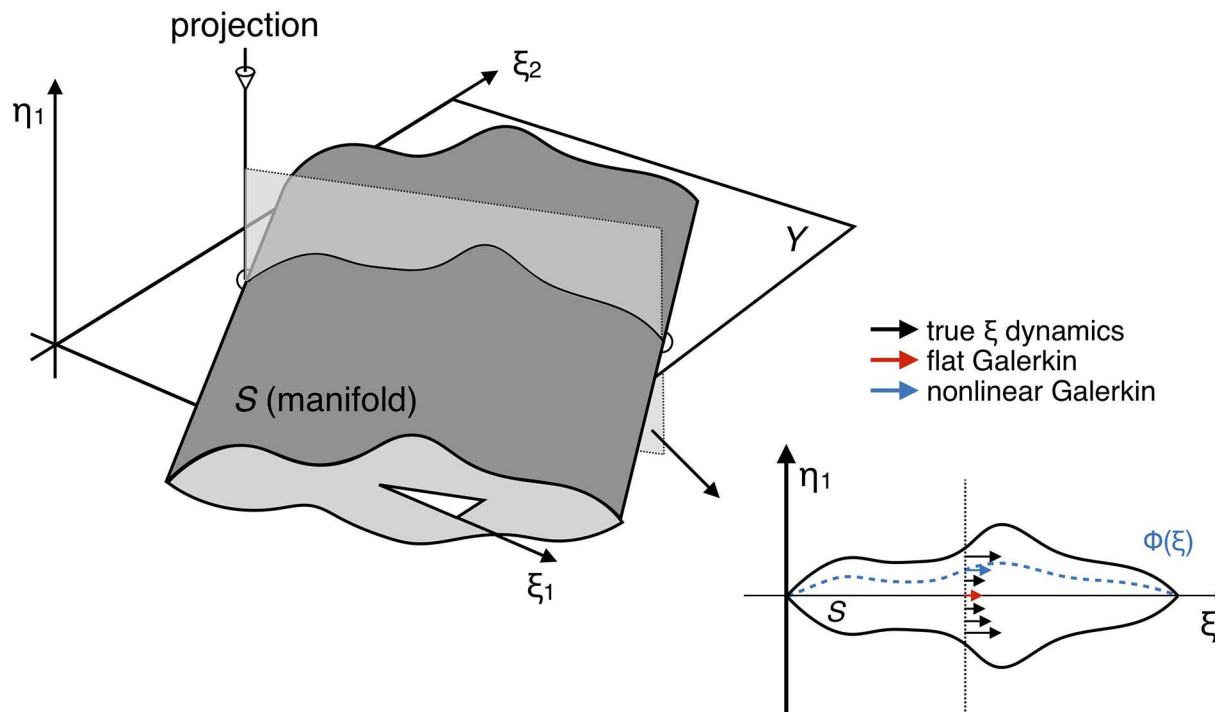 projection
η₁
ξ₂
Y
S (manifold)
ξ₁
true ξ dynamics
flat Galerkin
nonlinear Galerkin
η₁
Φ(ξ)
S
ξ